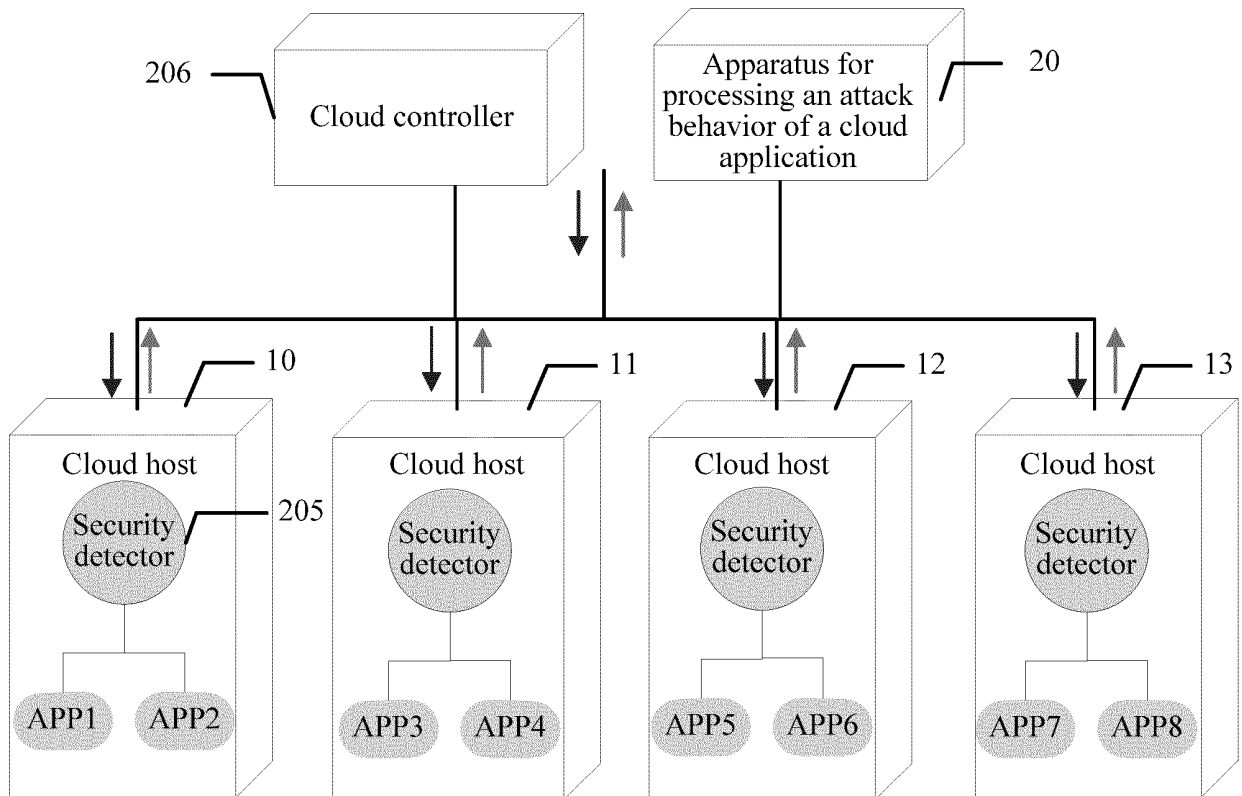 206
Cloud controller
Apparatus for
processing an attack
behavior of a cloud
application
20
10
11
12
13
Cloud host
Security
detector
205
APP1
APP2
Cloud host
Security
detector
APP3
APP4
Cloud host
Security
detector
APP5
APP6
Cloud host
Security
detector
APP7
APP8